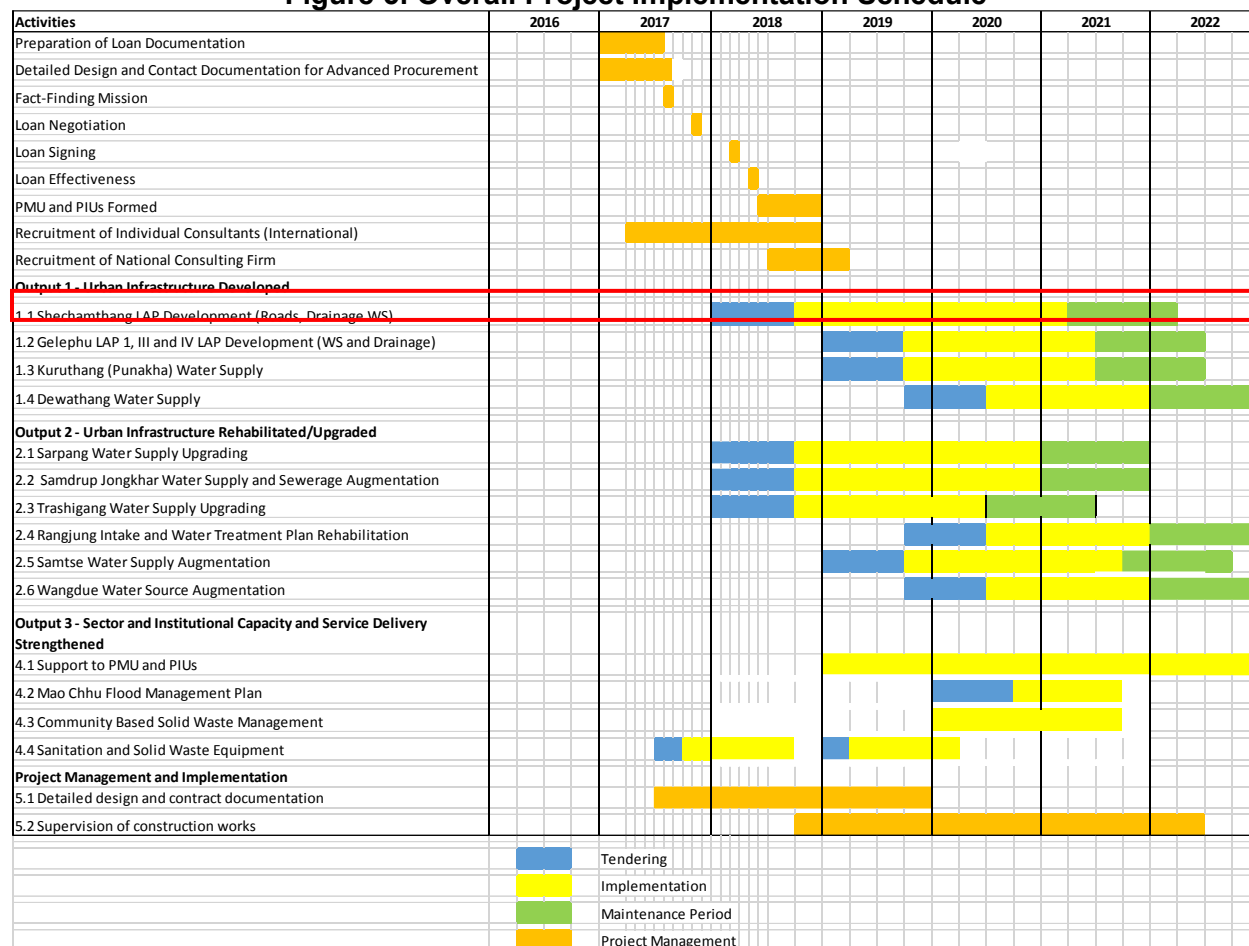 Figure 3. Overall Project Implementation Schedule
Activities 2016 2017 2018 2019 2020 2021 2022
Preparation of Loan Documentation
Detailed Design and Contact Documentation for Advanced Procurement
Fact-Finding Mission
Loan Negotiation
Loan Signing
Loan Effectiveness
PMU and PIUs Formed
Recruitment of Individual Consultants (International)
Recruitment of National Consulting Firm
Output 1 - Urban Infrastructure Developed
1.1 Shechamthang LAP Development (Roads, Drainage WS)
1.2 Gelephu LAP 1, III and IV LAP Development (WS and Drainage)
1.3 Kuruthang (Punakha) Water Supply
1.4 Dewathang Water Supply
Output 2 - Urban Infrastructure Rehabilitated/Upgraded
2.1 Sarpang Water Supply Upgrading
2.2 Samdrup Jongkhar Water Supply and Sewerage Augmentation
2.3 Trashigang Water Supply Upgrading
2.4 Rangjung Intake and Water Treatment Plan Rehabilitation
2.5 Samtse Water Supply Augmentation
2.6 Wangdue Water Source Augmentation
Output 3 - Sector and Institutional Capacity and Service Delivery
Strengthened
4.1 Support to PMU and PIUs
4.2 Mao Chhu Flood Management Plan
4.3 Community Based Solid Waste Management
4.4 Sanitation and Solid Waste Equipment
Project Management and Implementation
5.1 Detailed design and contract documentation
5.2 Supervision of construction works
Tendering
Implementation
Maintenance Period
Project Management